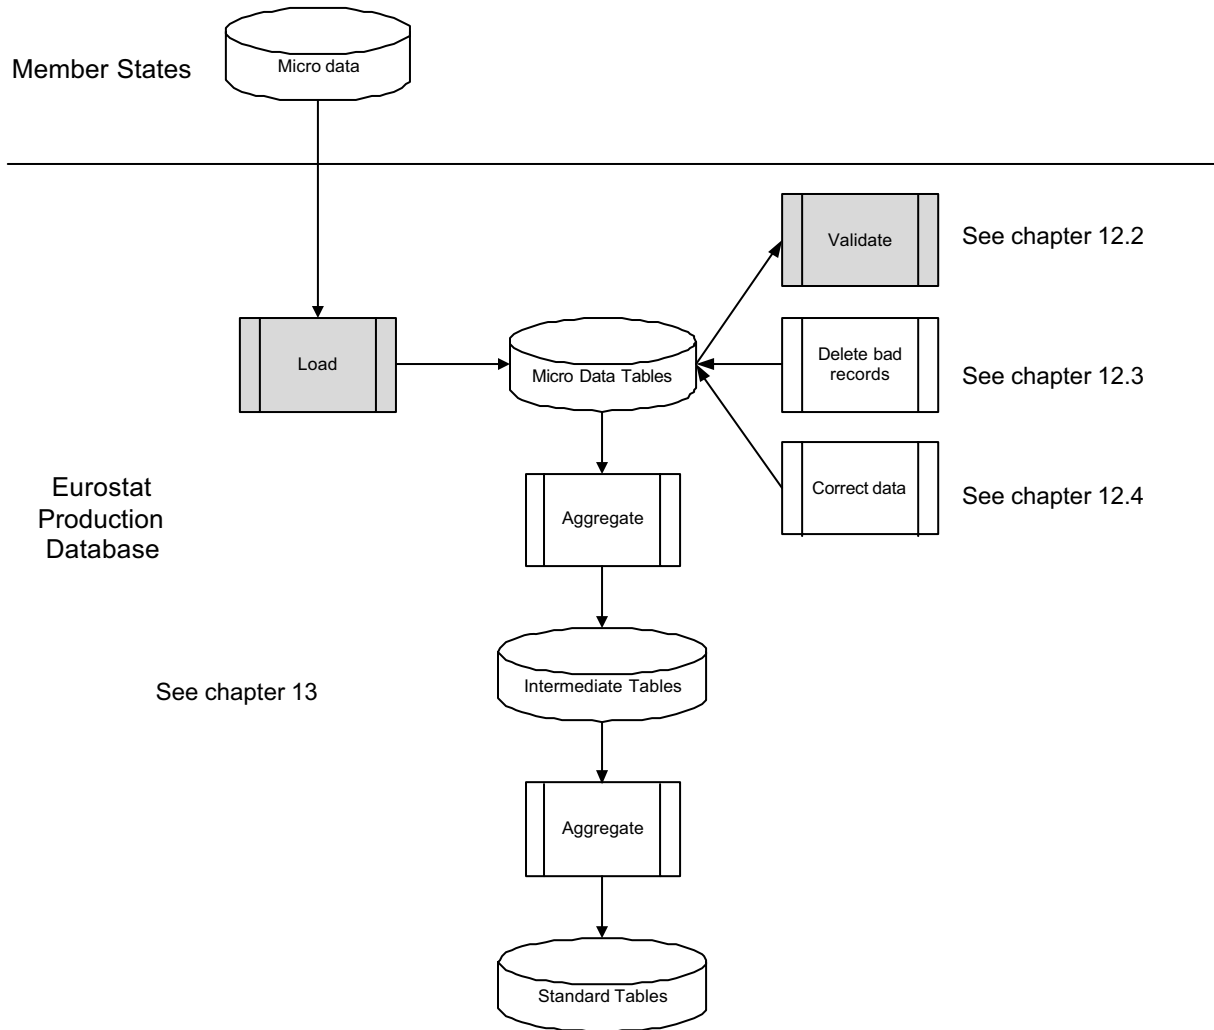 Member States
Micro data
Validate
See chapter 12.2
Load
Micro Data Tables
Delete bad
records
See chapter 12.3
Correct data
See chapter 12.4
Eurostat
Production
Database
Aggregate
See chapter 13
Intermediate Tables
Aggregate
Standard Tables